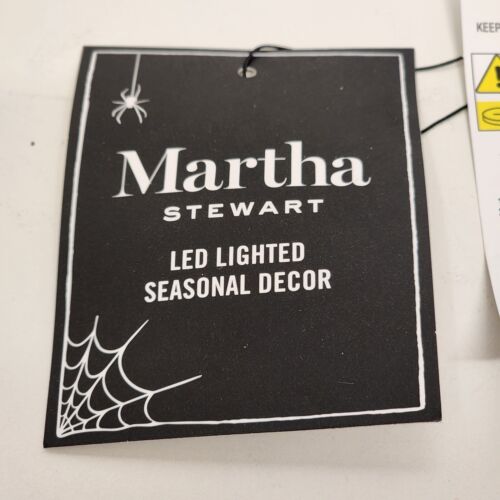 Martha
STEWART
LED LIGHTED
SEASONAL DECOR
KEEP